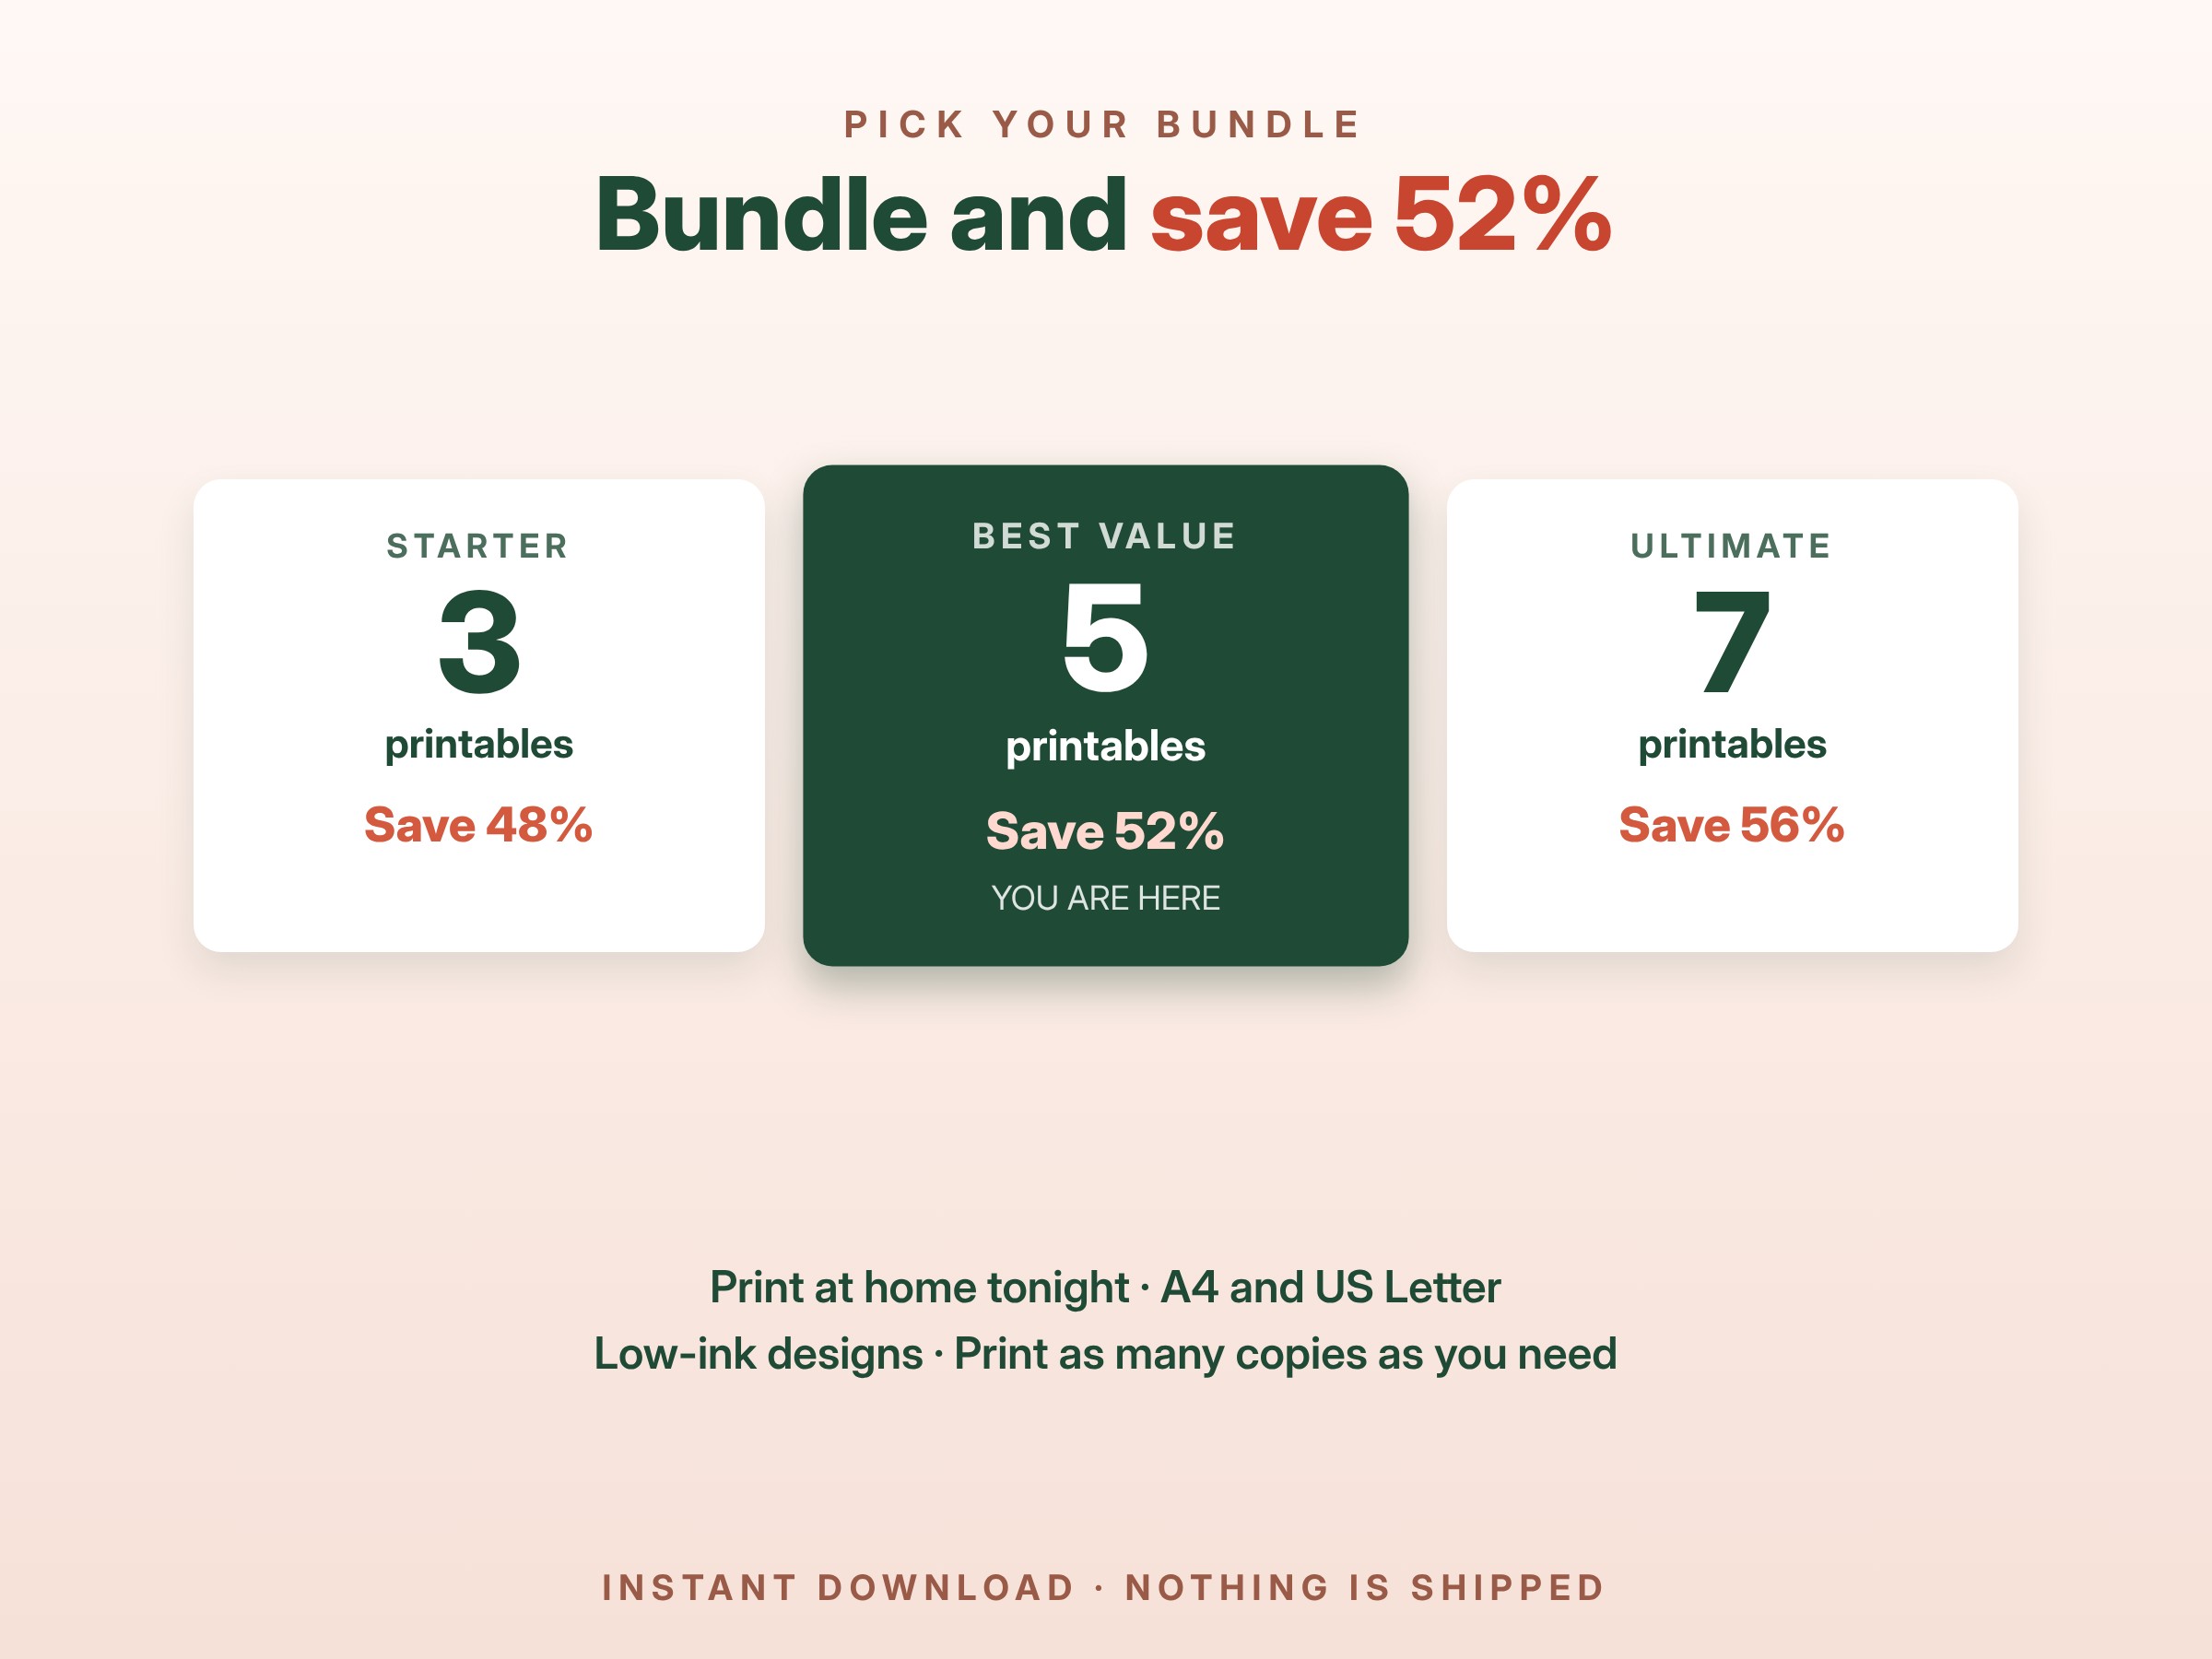 PICK YOUR BUNDLE
Bundle and save 52%
STARTER
3
printables
Save 48%
BEST VALUE
5
printables
Save 52%
YOU ARE HERE
ULTIMATE
7
printables
Save 56%
Print at home tonight · A4 and US Letter
Low-ink designs · Print as many copies as you need
INSTANT DOWNLOAD · NOTHING IS SHIPPED